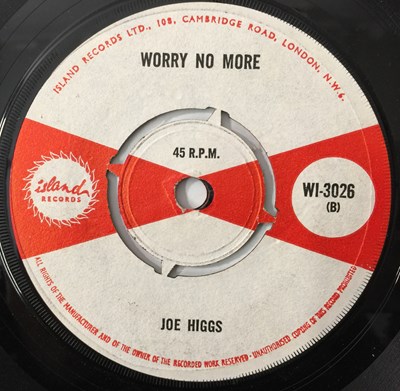 ISLAND RECORDS LTD., 108, CAMBRIDGE ROAD, LONDON, N.W.6.
WORRY NO MORE
45 R.P.M.
island
RECORDS
WI-3026
(B)
JOE HIGGS
ALL RIGHTS OF THE MANUFACTURER AND OF THE OWNER OF THE RECORDED WORK RESERVED - UNAUTHORISED COPYING OF THIS RECORD PROHIBITED